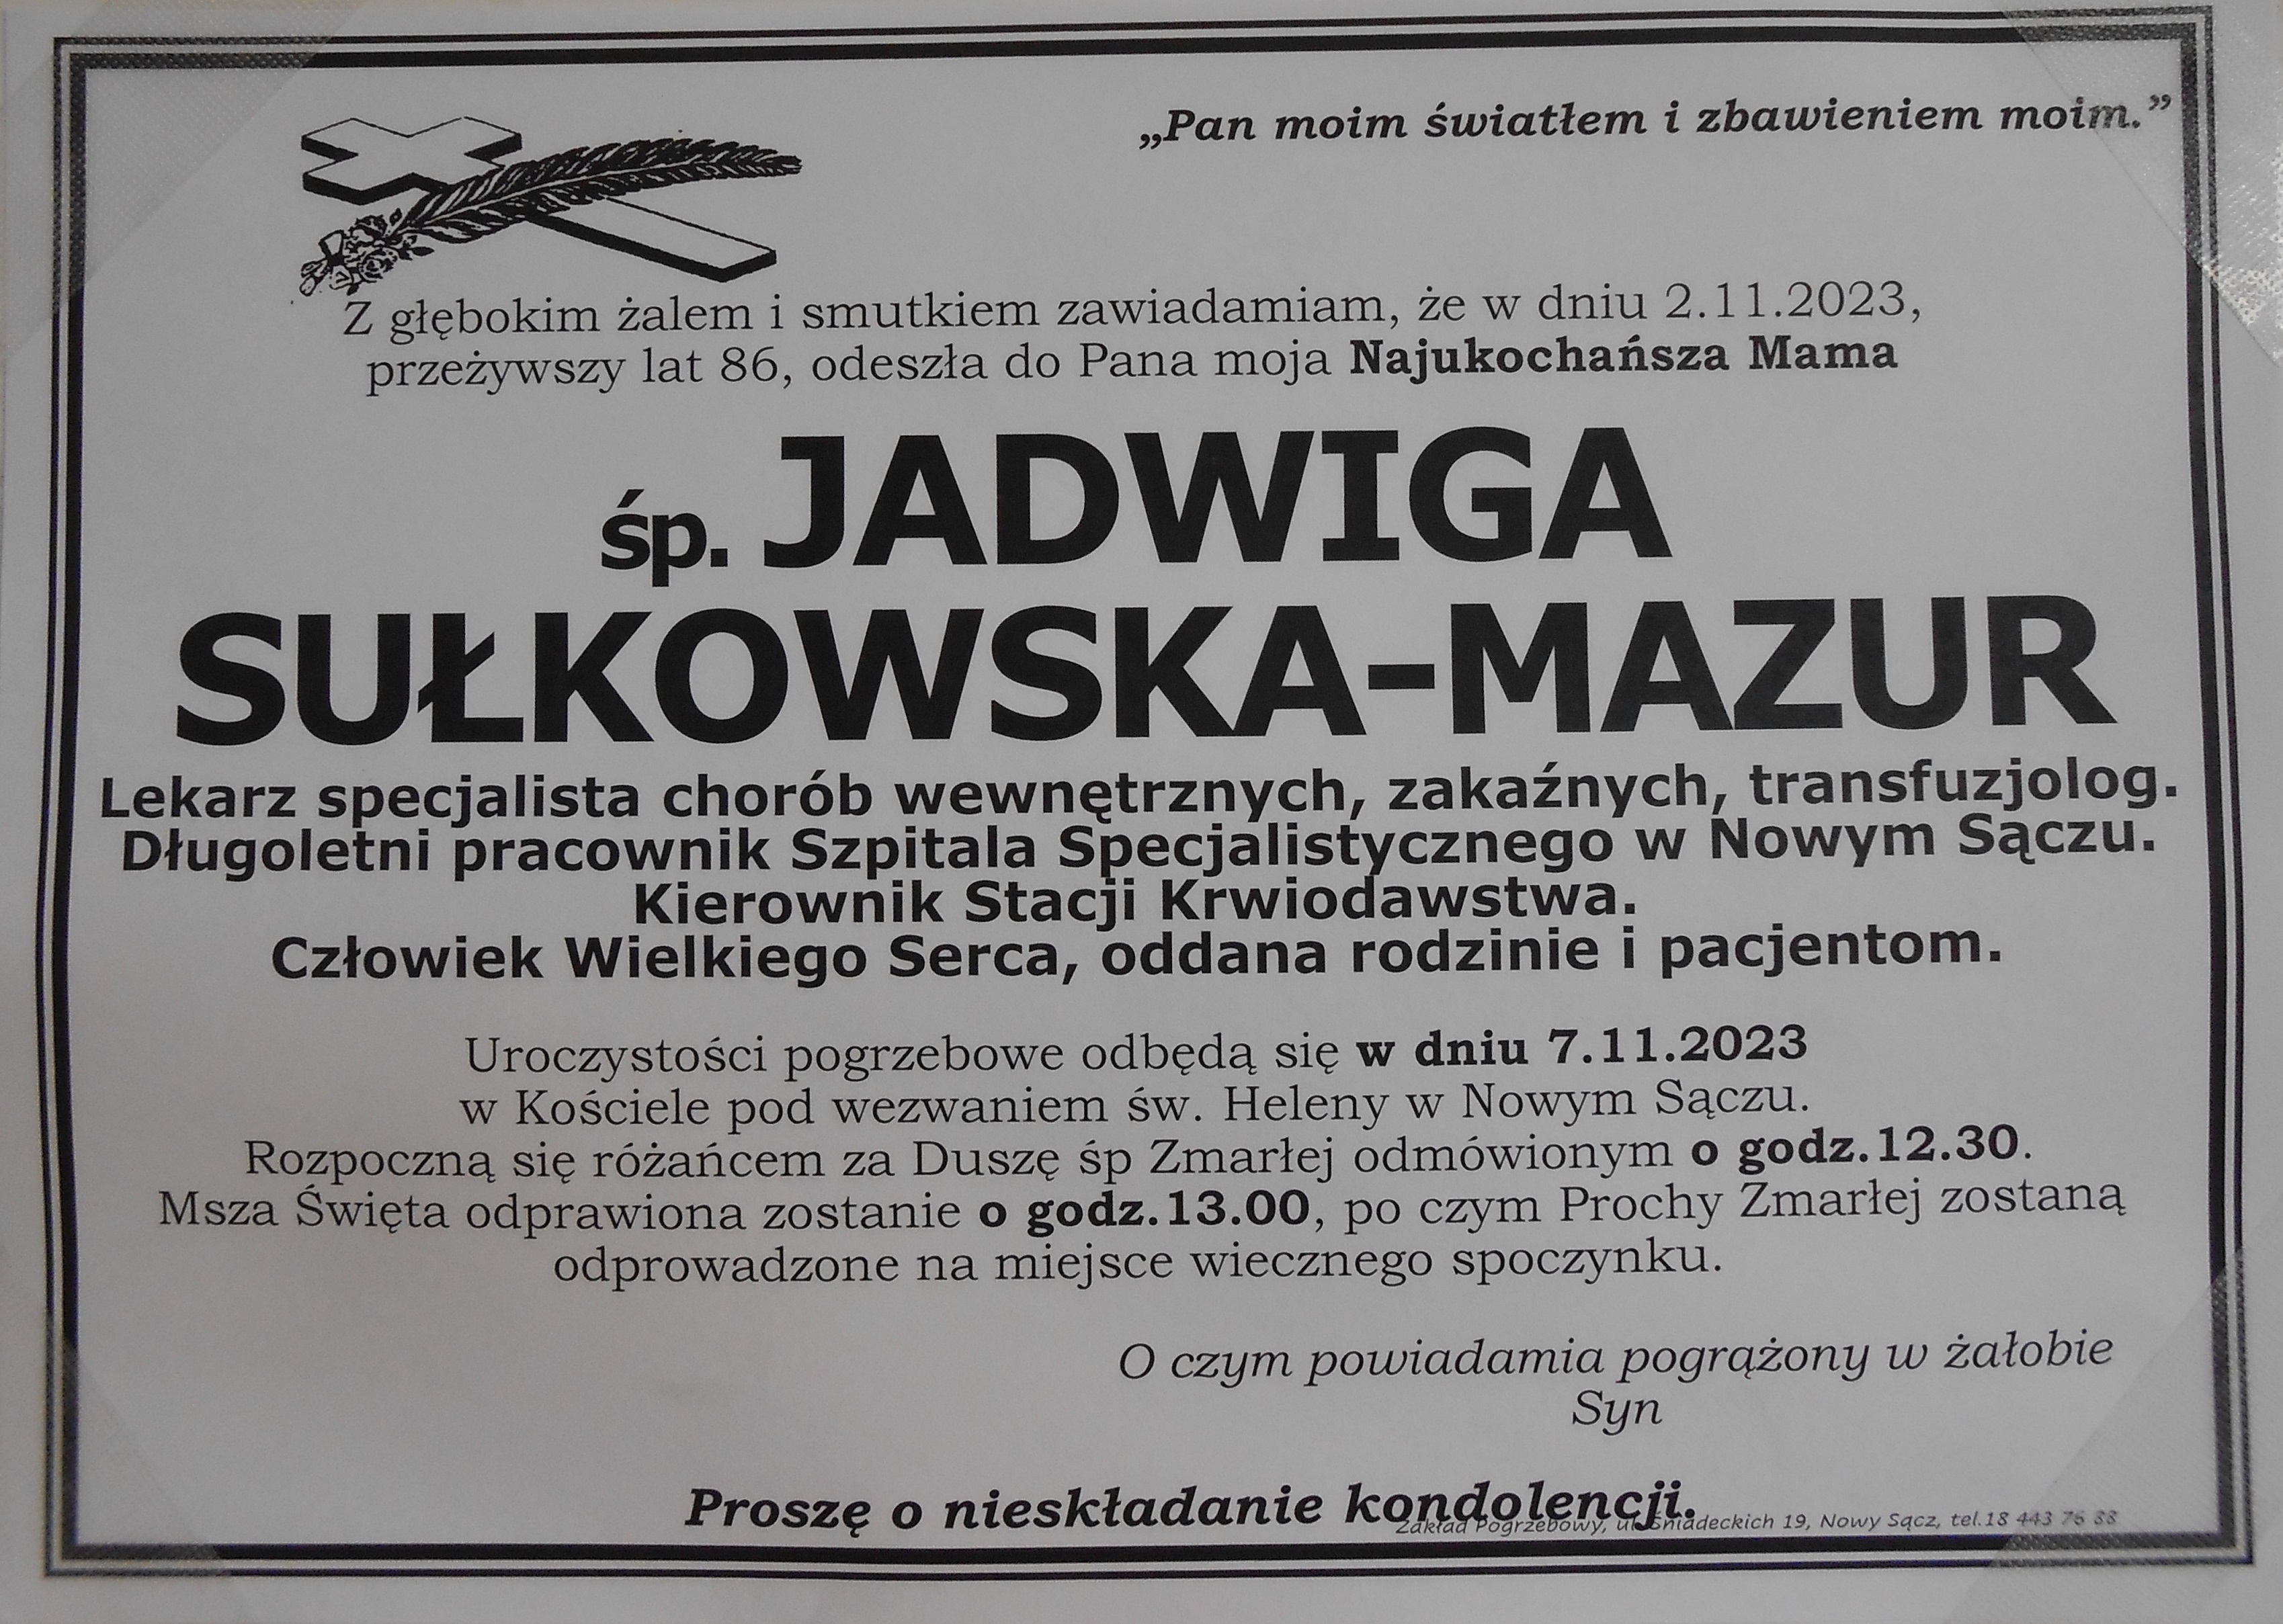 „Pan moim światłem i zbawieniem moim.”
Z głębokim żalem i smutkiem zawiadamiam, że w dniu 2.11.2023,
przeżywszy lat 86, odeszła do Pana moja Najukochańsza Mama
śp. JADWIGA
SUŁKOWSKA-MAZUR
Lekarz specjalista chorób wewnętrznych, zakaźnych, transfuzjolog.
Długoletni pracownik Szpitala Specjalistycznego w Nowym Sączu.
Kierownik Stacji Krwiodawstwa.
Człowiek Wielkiego Serca, oddana rodzinie i pacjentom.
Uroczystości pogrzebowe odbędą się w dniu 7.11.2023
w Kościele pod wezwaniem św. Heleny w Nowym Sączu.
Rozpoczną się różańcem za Duszę śp Zmarłej odmówionym o godz.12.30.
Msza Święta odprawiona zostanie o godz.13.00, po czym Prochy Zmarłej zostaną
odprowadzone na miejsce wiecznego spoczynku.
O czym powiadamia pogrążony w żałobie
Syn
Proszę o nieskładanie kondolencji.
Zakład Pogrzebowy, ul. Śniadeckich 19, Nowy Sącz, tel.18 443 76 88